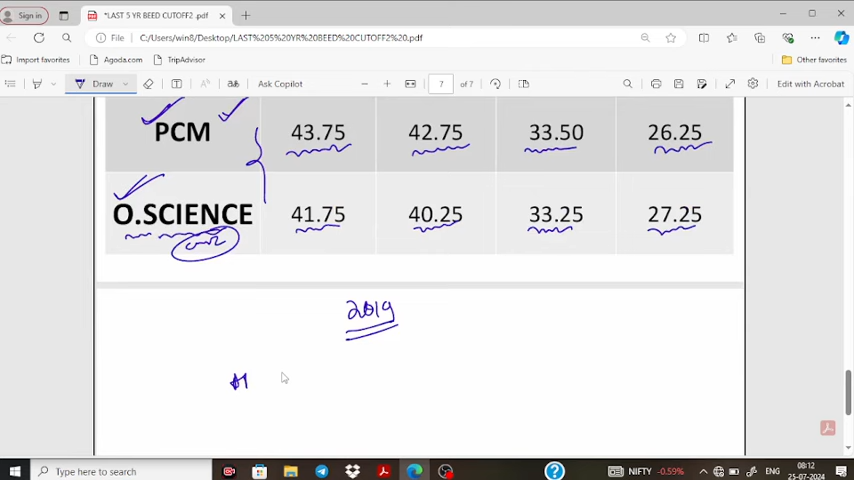 Sign in
*LAST 5 YR BEED CUTOFF2 .pdf
File
C:/Users/win8/Desktop/LAST%205%20YR%20BEED%20CUTOFF2%20.pdf
Import favorites Agoda.com TripAdvisor Other favorites
Draw Ask Copilot 7 of 7 Edit with Acrobat
PCM 43.75 42.75 33.50 26.25
O.SCIENCE 41.75 40.25 33.25 27.25
2019
Type here to search NIFTY -0.59% ENG 08:12
25-07-2024